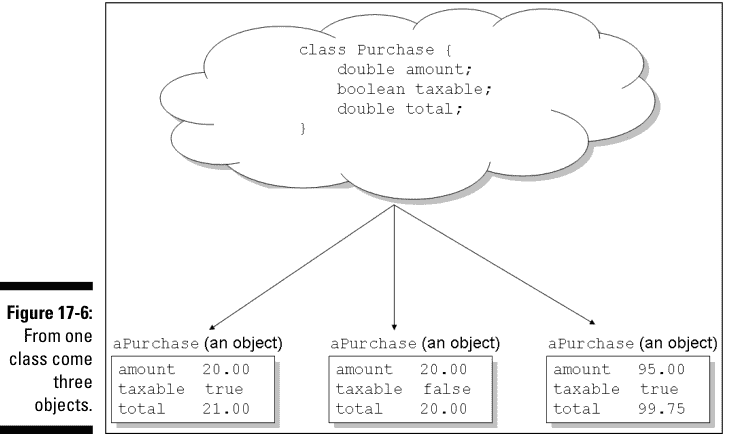 class Purchase {
double amount;
boolean taxable;
double total;
}
Figure 17-6:
From one
class come
three
objects.
aPurchase (an object)
amount 20.00
taxable true
total 21.00
aPurchase (an object)
amount 20.00
taxable false
total 20.00
aPurchase (an object)
amount 95.00
taxable true
total 99.75